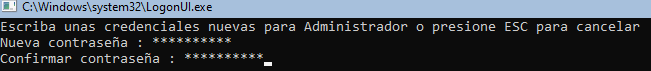 C:\Windows\system32\LogonUI.exe
Escriba unas credenciales nuevas para Administrador o presione ESC para cancelar
Nueva contraseña : **********
Confirmar contraseña : **********